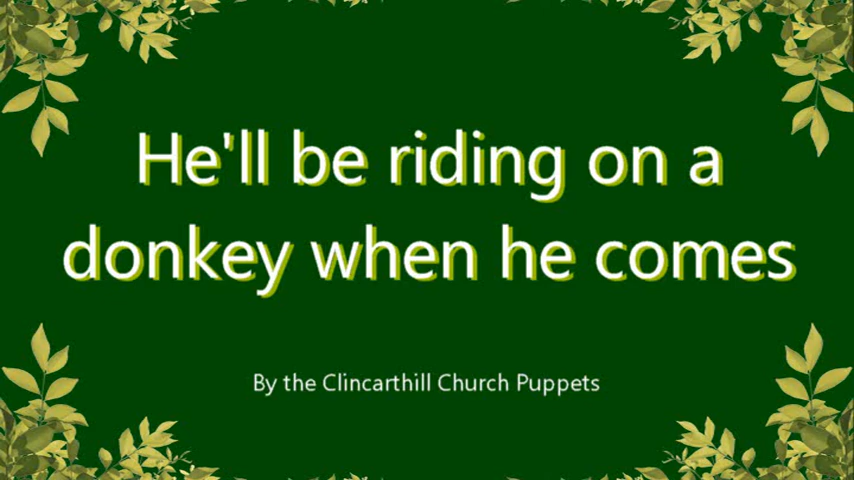 He'll be riding on a
donkey when he comes
By the Clincarthill Church Puppets